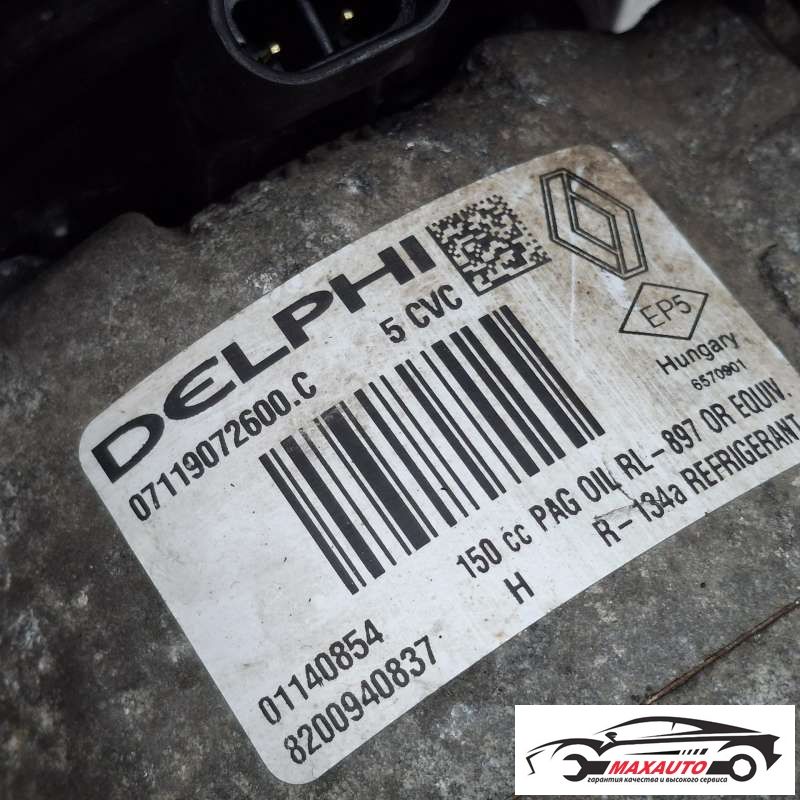 DELPHI
5 CVC
07119072600.C
EP5
Hungary
6570901
150 cc PAG OIL RL-897 OR EQUIV.
H R-134a REFRIGERANT
01140854
8200940837
MAXAUTO
гарантия качества и высокого сервиса